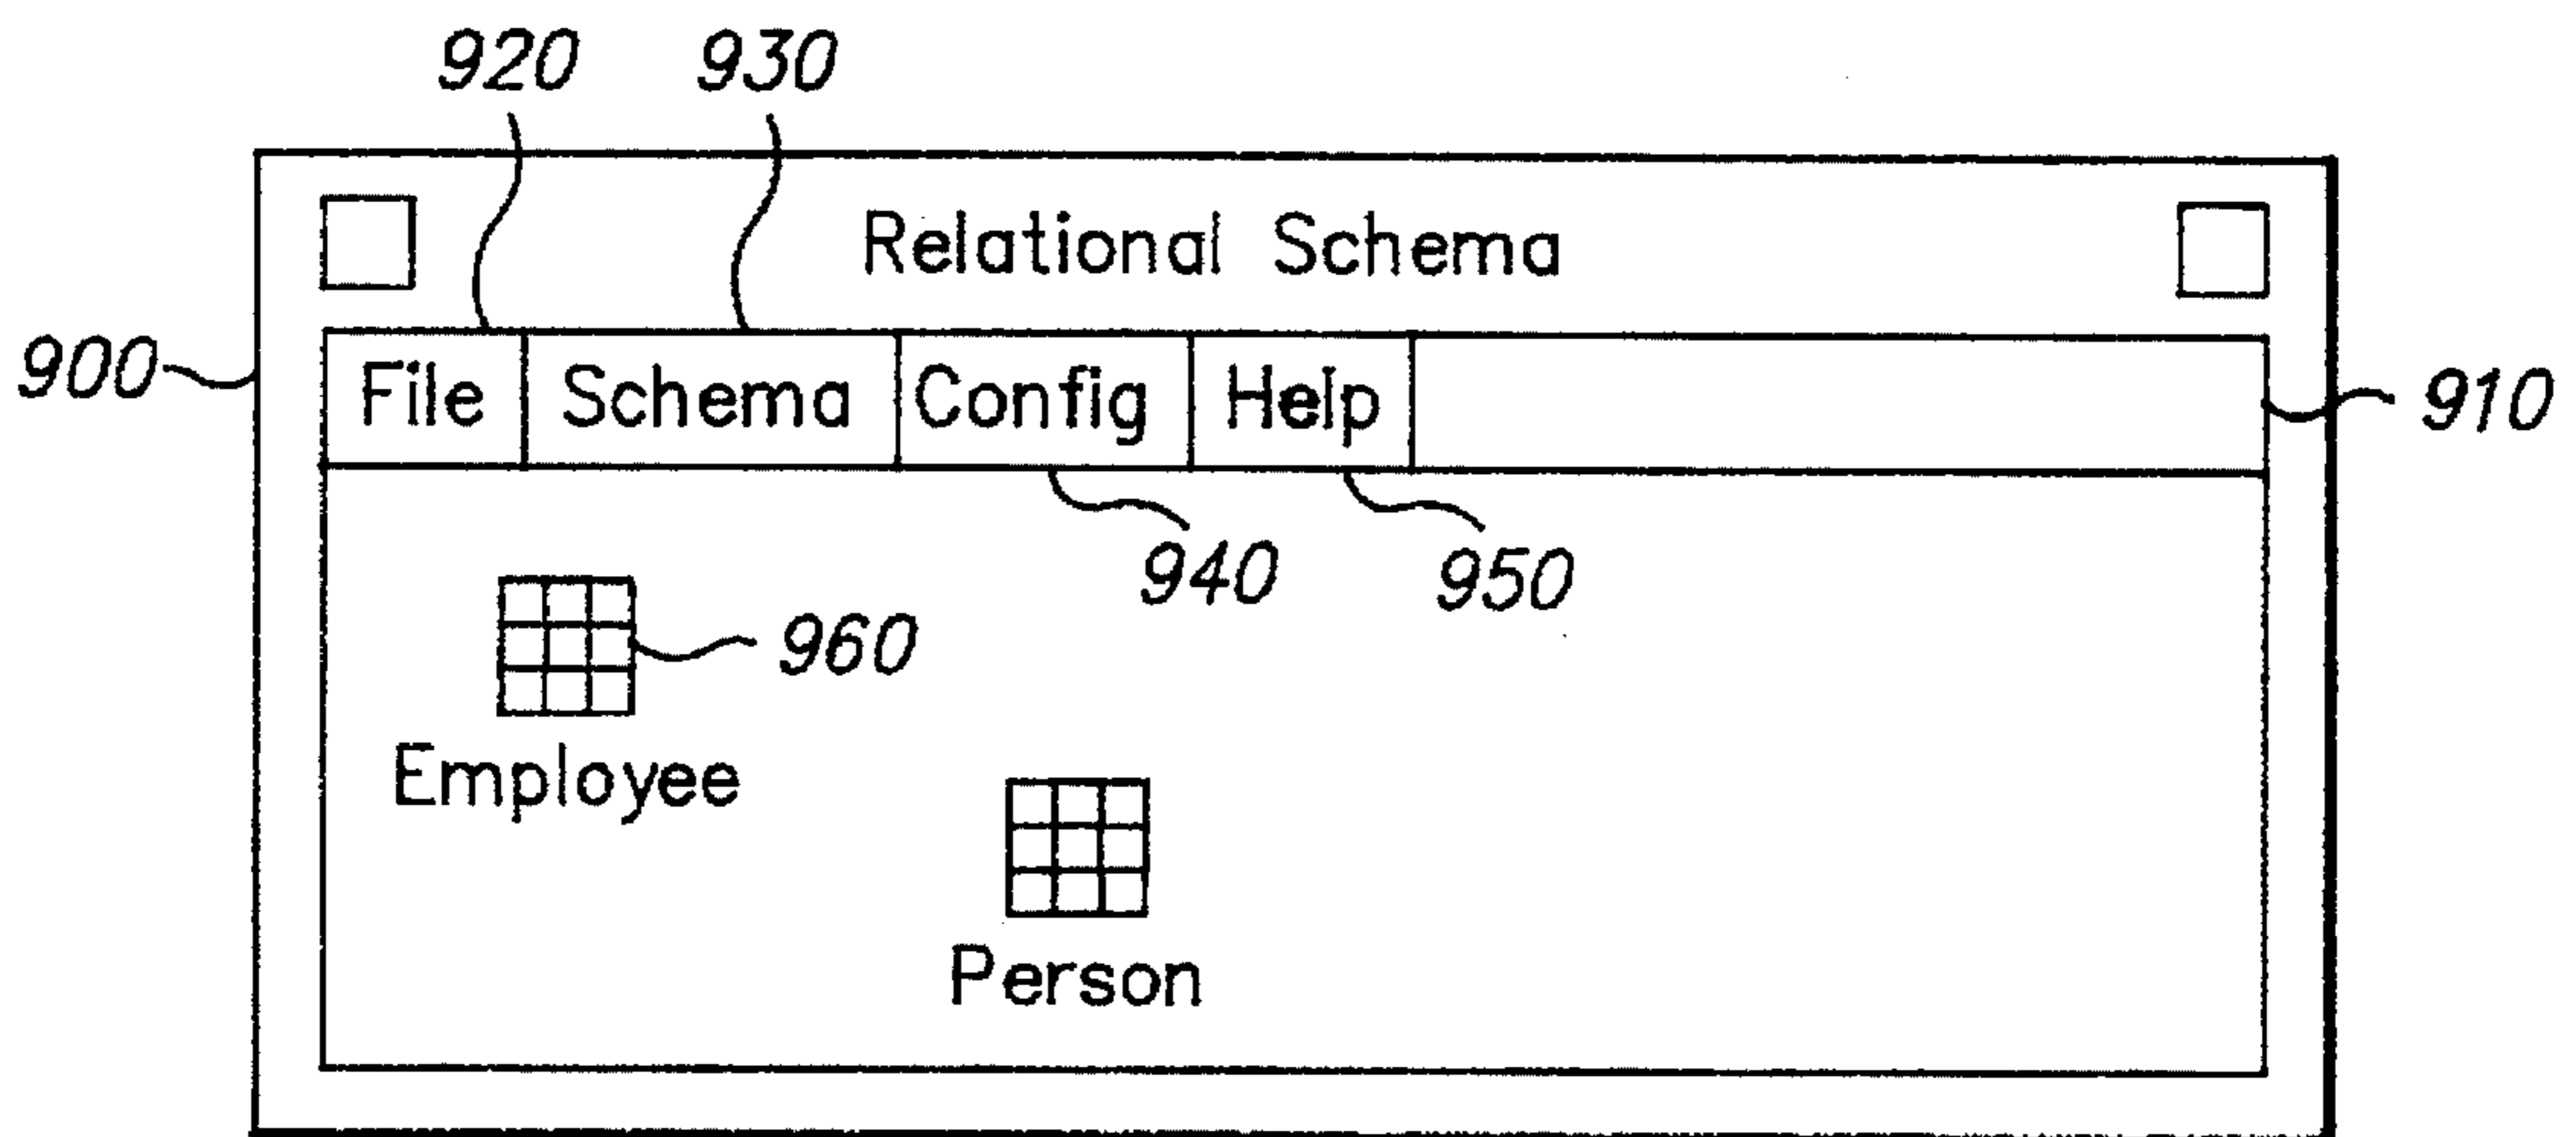 920 930
Relational Schema
900 File Schema Config Help 910
940 950
960
Employee
Person